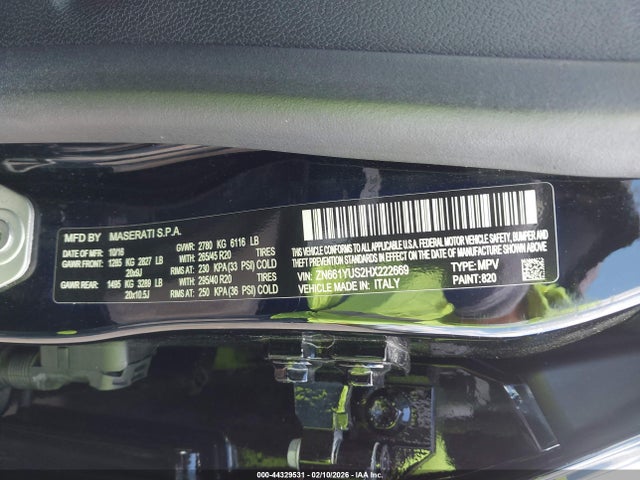 MFD BY MASERATI S.P.A.
DATE OF MFR: 10/16 GVWR: 2780 KG 6116 LB
GAWR FRONT: 1285 KG 2827 LB WITH 265/45 R20 TIRES
20x9J RIMS AT: 230 KPA (33 PSI) COLD
GAWR REAR: 1495 KG 3289 LB WITH 295/40 R20 TIRES
20x10.5J RIMS AT: 250 KPA (36 PSI) COLD
THIS VEHICLE CONFORMS TO ALL APPLICABLE U.S.A. FEDERAL MOTOR VEHICLE SAFETY, BUMPER,
AND THEFT PREVENTION STANDARDS IN EFFECT ON THE DATE OF MANUFACTURE SHOWN ABOVE.
VIN: ZN661YUS2HX222669 TYPE: MPV
VEHICLE MADE IN: ITALY PAINT: 820
000-44329531 - 02/10/2026 - IAA Inc.